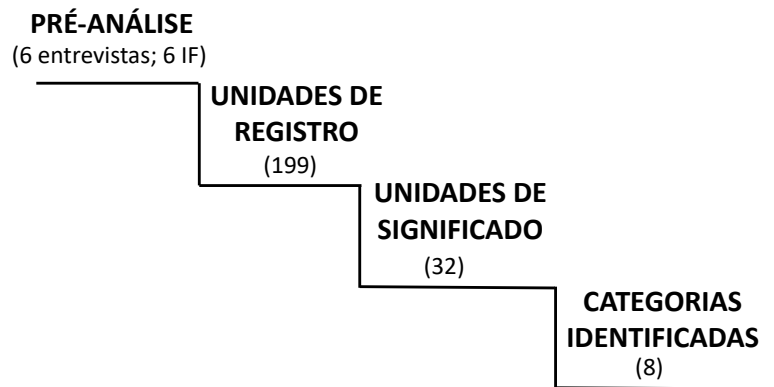 PRÉ-ANÁLISE
(6 entrevistas; 6 IF)
UNIDADES DE
REGISTRO
(199)
UNIDADES DE
SIGNIFICADO
(32)
CATEGORIAS
IDENTIFICADAS
(8)